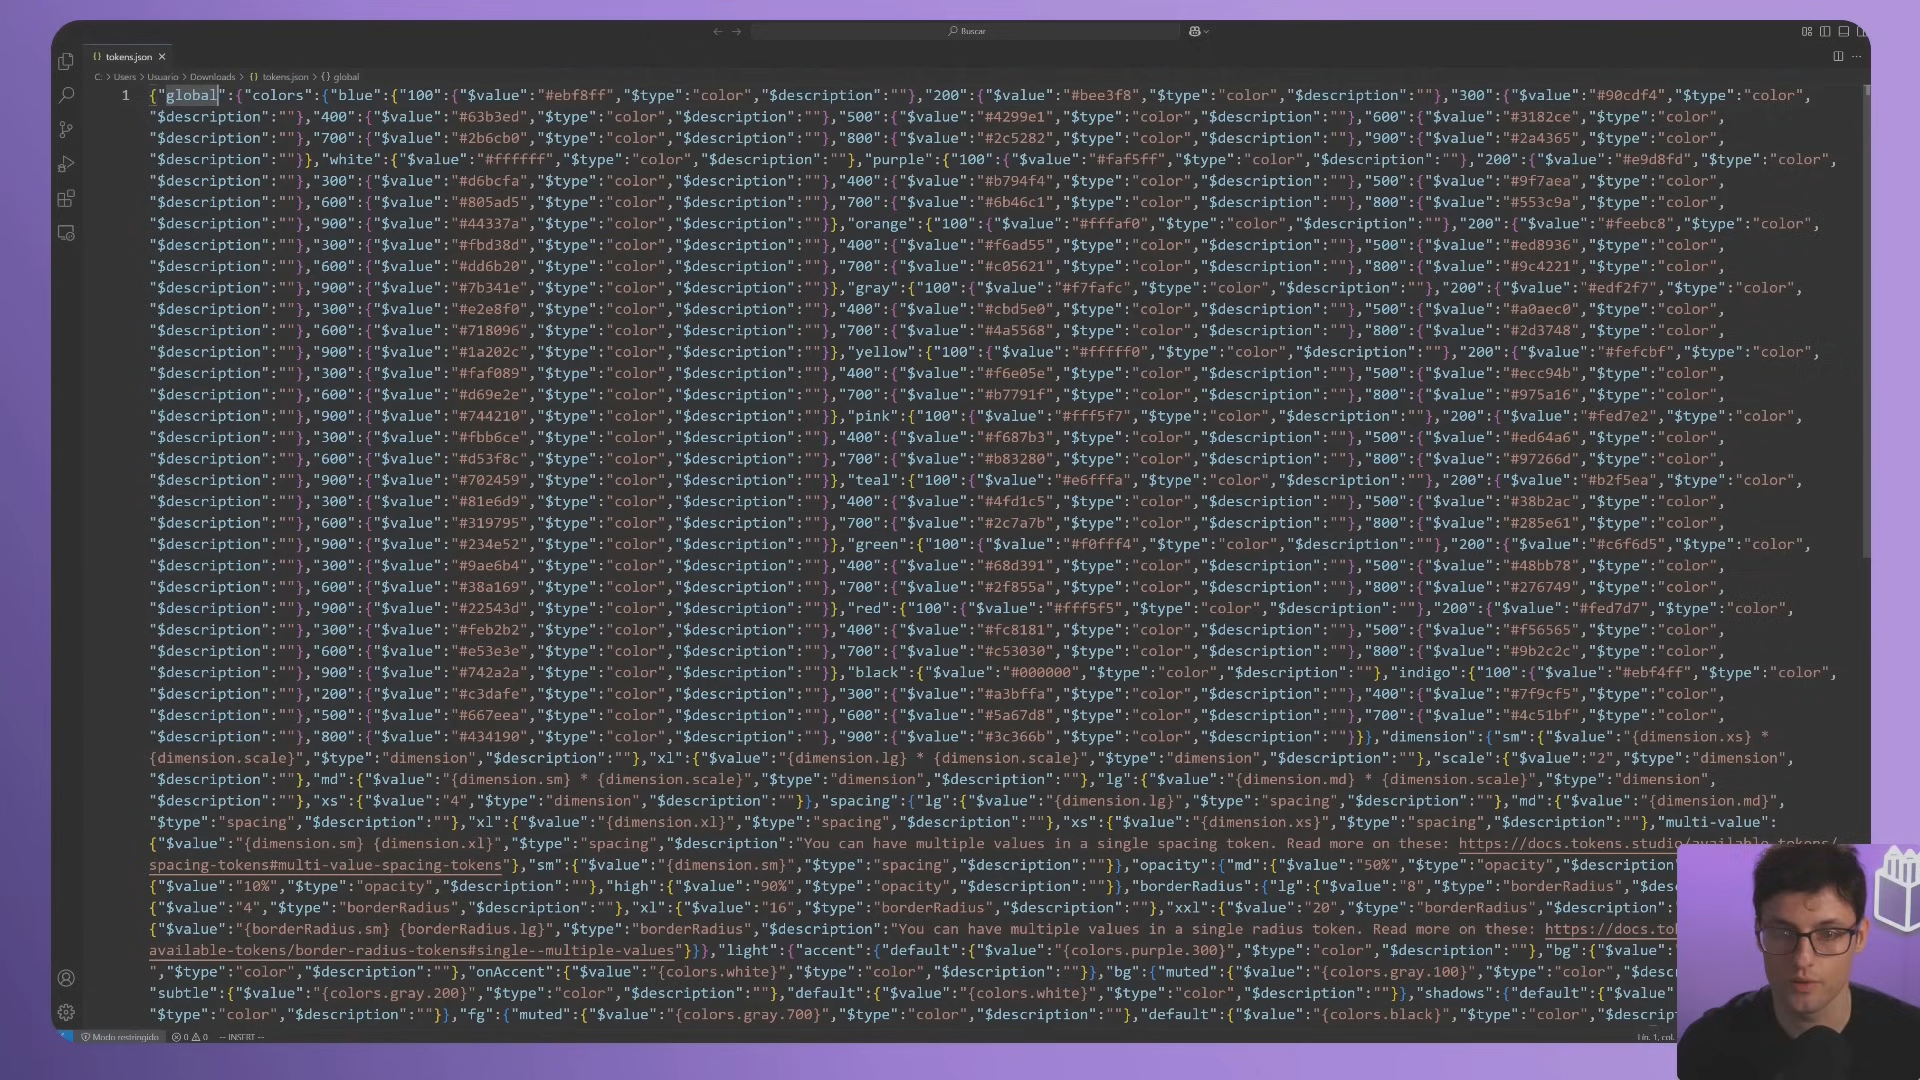 Buscar
tokens.json
C: > Users > Usuario > Downloads > {} tokens.json > {} global
1
{"global":{"colors":{"blue":{"100":{"$value":"#ebf8ff","$type":"color","$description":""},"200":{"$value":"#bee3f8","$type":"color","$description":""},"300":{"$value":"#90cdf4","$type":"color",
"$description":""},"400":{"$value":"#63b3ed","$type":"color","$description":""},"500":{"$value":"#4299e1","$type":"color","$description":""},"600":{"$value":"#3182ce","$type":"color",
"$description":""},"700":{"$value":"#2b6cb0","$type":"color","$description":""},"800":{"$value":"#2c5282","$type":"color","$description":""},"900":{"$value":"#2a4365","$type":"color",
"$description":""}},"white":{"$value":"#ffffff","$type":"color","$description":""},"purple":{"100":{"$value":"#faf5ff","$type":"color","$description":""},"200":{"$value":"#e9d8fd","$type":"color",
"$description":""},"300":{"$value":"#d6bcfa","$type":"color","$description":""},"400":{"$value":"#b794f4","$type":"color","$description":""},"500":{"$value":"#9f7aea","$type":"color",
"$description":""},"600":{"$value":"#805ad5","$type":"color","$description":""},"700":{"$value":"#6b46c1","$type":"color","$description":""},"800":{"$value":"#553c9a","$type":"color",
"$description":""},"900":{"$value":"#44337a","$type":"color","$description":""}},"orange":{"100":{"$value":"#fffaf0","$type":"color","$description":""},"200":{"$value":"#feebc8","$type":"color",
"$description":""},"300":{"$value":"#fbd38d","$type":"color","$description":""},"400":{"$value":"#f6ad55","$type":"color","$description":""},"500":{"$value":"#ed8936","$type":"color",
"$description":""},"600":{"$value":"#dd6b20","$type":"color","$description":""},"700":{"$value":"#c05621","$type":"color","$description":""},"800":{"$value":"#9c4221","$type":"color",
"$description":""},"900":{"$value":"#7b341e","$type":"color","$description":""}},"gray":{"100":{"$value":"#f7fafc","$type":"color","$description":""},"200":{"$value":"#edf2f7","$type":"color",
"$description":""},"300":{"$value":"#e2e8f0","$type":"color","$description":""},"400":{"$value":"#cbd5e0","$type":"color","$description":""},"500":{"$value":"#a0aec0","$type":"color",
"$description":""},"600":{"$value":"#718096","$type":"color","$description":""},"700":{"$value":"#4a5568","$type":"color","$description":""},"800":{"$value":"#2d3748","$type":"color",
"$description":""},"900":{"$value":"#1a202c","$type":"color","$description":""}},"yellow":{"100":{"$value":"#fffff0","$type":"color","$description":""},"200":{"$value":"#fefcbf","$type":"color",
"$description":""},"300":{"$value":"#faf089","$type":"color","$description":""},"400":{"$value":"#f6e05e","$type":"color","$description":""},"500":{"$value":"#ecc94b","$type":"color",
"$description":""},"600":{"$value":"#d69e2e","$type":"color","$description":""},"700":{"$value":"#b7791f","$type":"color","$description":""},"800":{"$value":"#975a16","$type":"color",
"$description":""},"900":{"$value":"#744210","$type":"color","$description":""}},"pink":{"100":{"$value":"#fff5f7","$type":"color","$description":""},"200":{"$value":"#fed7e2","$type":"color",
"$description":""},"300":{"$value":"#fbb6ce","$type":"color","$description":""},"400":{"$value":"#f687b3","$type":"color","$description":""},"500":{"$value":"#ed64a6","$type":"color",
"$description":""},"600":{"$value":"#d53f8c","$type":"color","$description":""},"700":{"$value":"#b83280","$type":"color","$description":""},"800":{"$value":"#97266d","$type":"color",
"$description":""},"900":{"$value":"#702459","$type":"color","$description":""}},"teal":{"100":{"$value":"#e6fffa","$type":"color","$description":""},"200":{"$value":"#b2f5ea","$type":"color",
"$description":""},"300":{"$value":"#81e6d9","$type":"color","$description":""},"400":{"$value":"#4fd1c5","$type":"color","$description":""},"500":{"$value":"#38b2ac","$type":"color",
"$description":""},"600":{"$value":"#319795","$type":"color","$description":""},"700":{"$value":"#2c7a7b","$type":"color","$description":""},"800":{"$value":"#285e61","$type":"color",
"$description":""},"900":{"$value":"#234e52","$type":"color","$description":""}},"green":{"100":{"$value":"#f0fff4","$type":"color","$description":""},"200":{"$value":"#c6f6d5","$type":"color",
"$description":""},"300":{"$value":"#9ae6b4","$type":"color","$description":""},"400":{"$value":"#68d391","$type":"color","$description":""},"500":{"$value":"#48bb78","$type":"color",
"$description":""},"600":{"$value":"#38a169","$type":"color","$description":""},"700":{"$value":"#2f855a","$type":"color","$description":""},"800":{"$value":"#276749","$type":"color",
"$description":""},"900":{"$value":"#22543d","$type":"color","$description":""}},"red":{"100":{"$value":"#fff5f5","$type":"color","$description":""},"200":{"$value":"#fed7d7","$type":"color",
"$description":""},"300":{"$value":"#feb2b2","$type":"color","$description":""},"400":{"$value":"#fc8181","$type":"color","$description":""},"500":{"$value":"#f56565","$type":"color",
"$description":""},"600":{"$value":"#e53e3e","$type":"color","$description":""},"700":{"$value":"#c53030","$type":"color","$description":""},"800":{"$value":"#9b2c2c","$type":"color",
"$description":""},"900":{"$value":"#742a2a","$type":"color","$description":""}},"black":{"$value":"#000000","$type":"color","$description":""},"indigo":{"100":{"$value":"#ebf4ff","$type":"color",
"$description":""},"200":{"$value":"#c3dafe","$type":"color","$description":""},"300":{"$value":"#a3bffa","$type":"color","$description":""},"400":{"$value":"#7f9cf5","$type":"color",
"$description":""},"500":{"$value":"#667eea","$type":"color","$description":""},"600":{"$value":"#5a67d8","$type":"color","$description":""},"700":{"$value":"#4c51bf","$type":"color",
"$description":""},"800":{"$value":"#434190","$type":"color","$description":""},"900":{"$value":"#3c366b","$type":"color","$description":""}}},"dimension":{"sm":{"$value":"{dimension.xs} *
{dimension.scale}","$type":"dimension","$description":""},"xl":{"$value":"{dimension.lg} * {dimension.scale}","$type":"dimension","$description":""},"scale":{"$value":"2","$type":"dimension",
"$description":""},"md":{"$value":"{dimension.sm} * {dimension.scale}","$type":"dimension","$description":""},"lg":{"$value":"{dimension.md} * {dimension.scale}","$type":"dimension",
"$description":""},"xs":{"$value":"4","$type":"dimension","$description":""}},"spacing":{"lg":{"$value":"{dimension.lg}","$type":"spacing","$description":""},"md":{"$value":"{dimension.md}",
"$type":"spacing","$description":""},"xl":{"$value":"{dimension.xl}","$type":"spacing","$description":""},"xs":{"$value":"{dimension.xs}","$type":"spacing","$description":""},"multi-value":
{"$value":"{dimension.sm} {dimension.xl}","$type":"spacing","$description":"You can have multiple values in a single spacing token. Read more on these: https://docs.tokens.studio/available-tokens/
spacing-tokens#multi-value-spacing-tokens"},"sm":{"$value":"{dimension.sm}","$type":"spacing","$description":""}},"opacity":{"md":{"$value":"50%","$type":"opacity","$description
{"$value":"10%","$type":"opacity","$description":""},"high":{"$value":"90%","$type":"opacity","$description":""}},"borderRadius":{"lg":{"$value":"8","$type":"borderRadius","$des
{"$value":"4","$type":"borderRadius","$description":""},"xl":{"$value":"16","$type":"borderRadius","$description":""},"xxl":{"$value":"20","$type":"borderRadius","$des
{"$value":"{borderRadius.sm} {borderRadius.lg}","$type":"borderRadius","$description":"You can have multiple values in a single radius token. Read more on these: https://docs.to
available-tokens/border-radius-tokens#single--multiple-values"}}},"light":{"accent":{"default":{"$value":"{colors.purple.300}","$type":"color","$description":""},"bg":{"$value"
","$type":"color","$description":""},"onAccent":{"$value":"{colors.white}","$type":"color","$description":""}},"bg":{"muted":{"$value":"{colors.gray.100}","$type":"color","$desc
"subtle":{"$value":"{colors.gray.200}","$type":"color","$description":""},"default":{"$value":"{colors.white}","$type":"color","$description":""}},"shadows":{"default":{"$value"
"$type":"color","$description":""}},"fg":{"muted":{"$value":"{colors.gray.700}","$type":"color","$description":""},"default":{"$value":"{colors.black}","$type":"color","$descrip
Modo restringido 0 0 -- INSERT -- Lín. 1, col.